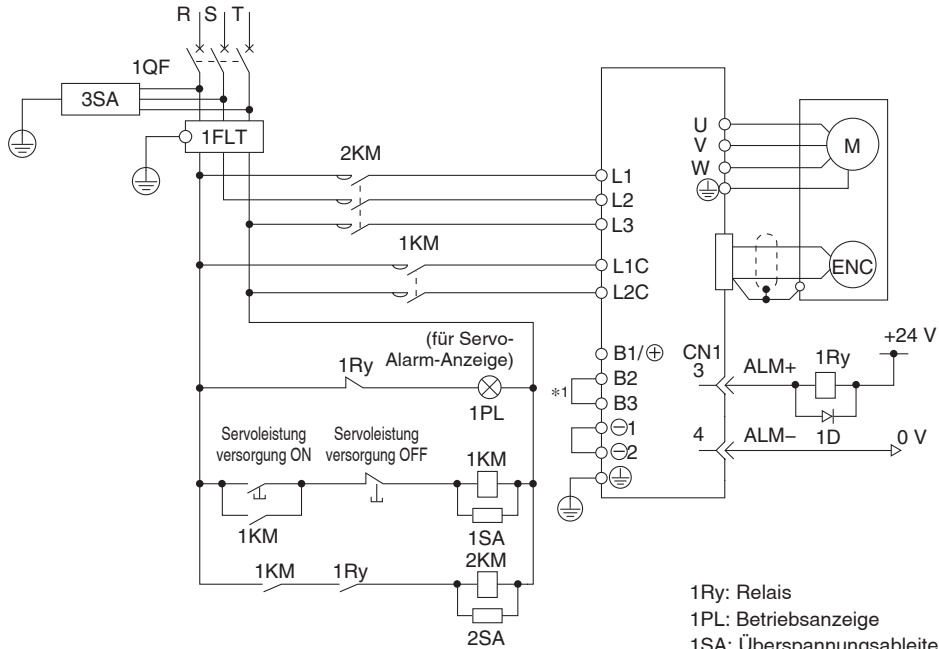 R S T
1QF
3SA
1FLT
2KM
1KM
L1
L2
L3
L1C
L2C
U
V
W
M
ENC
(für Servo-
Alarm-Anzeige)
1Ry
1PL
B1/⊕
B2
B3
*1
⊖1
⊖2
CN1
3
ALM+
1Ry
+24 V
1D
4
ALM−
0 V
Servoleistung
versorgung ON
Servoleistung
versorgung OFF
1KM
1KM
1SA
1KM
1Ry
2KM
2SA
1Ry: Relais
1PL: Betriebsanzeige